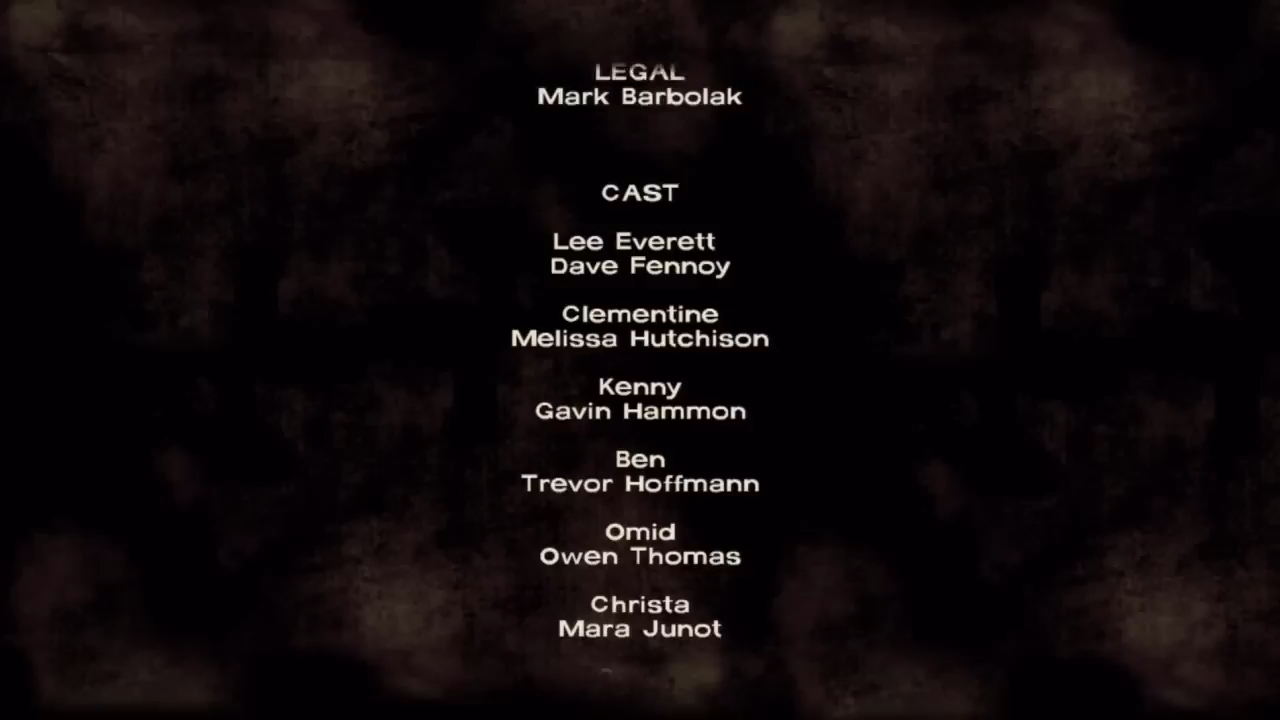 LEGAL
Mark Barbolak
CAST
Lee Everett
Dave Fennoy
Clementine
Melissa Hutchison
Kenny
Gavin Hammon
Ben
Trevor Hoffmann
Omid
Owen Thomas
Christa
Mara Junot